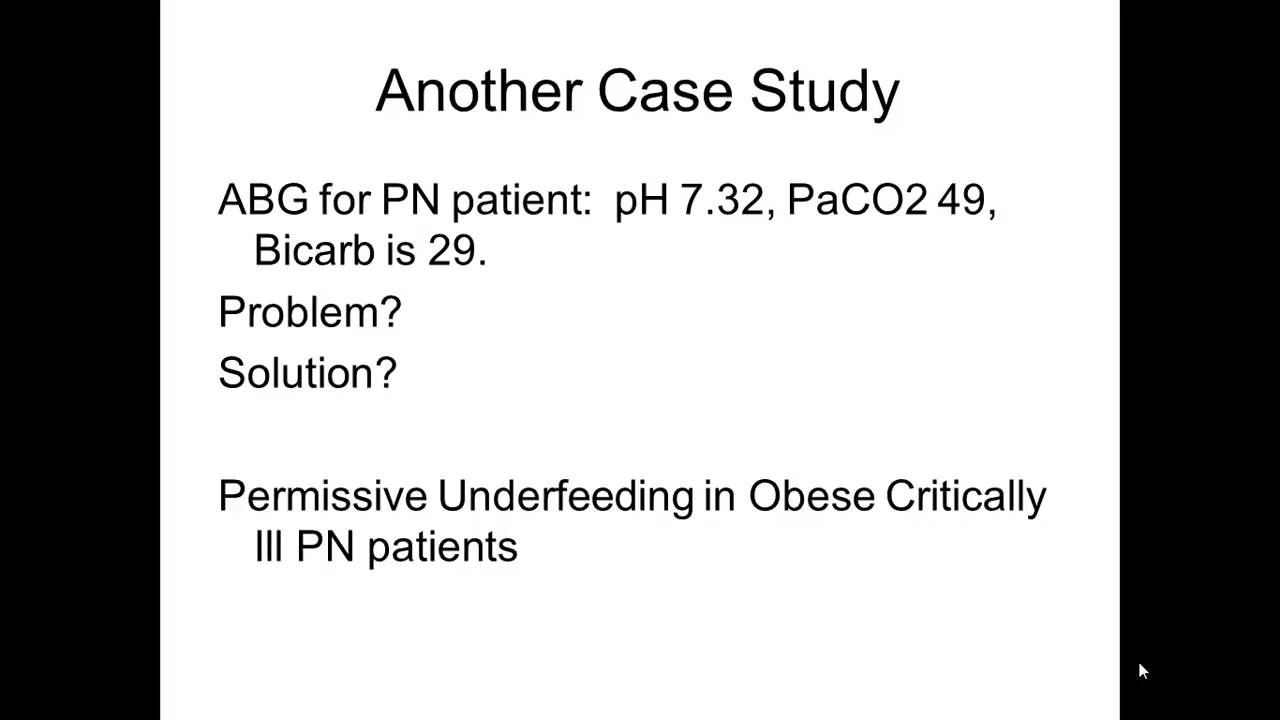 Another Case Study
ABG for PN patient:  pH 7.32, PaCO2 49,
Bicarb is 29.
Problem?
Solution?
Permissive Underfeeding in Obese Critically
Ill PN patients